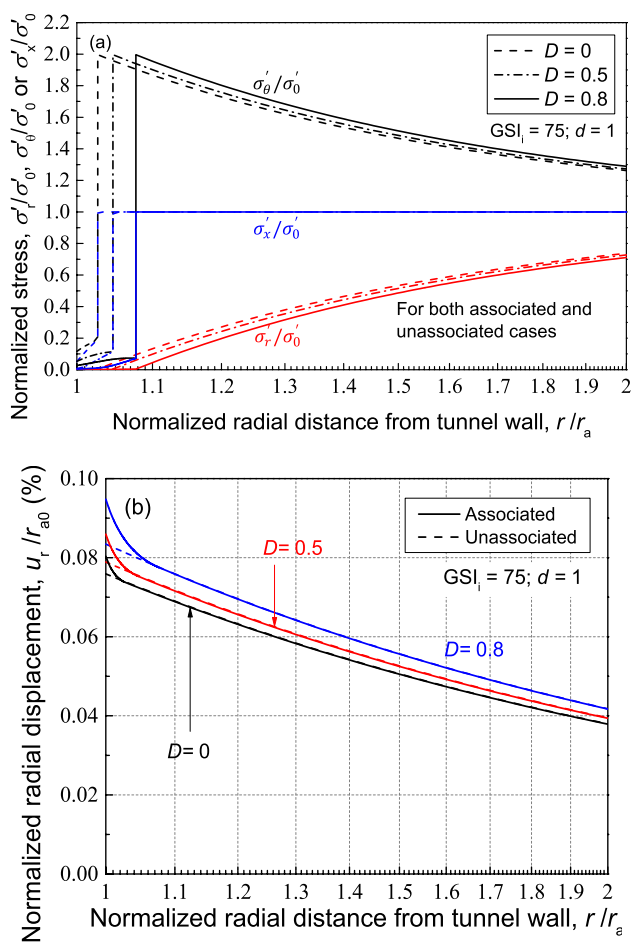 (a)
D = 0
D = 0.5
D = 0.8
GSIᵢ = 75; d = 1
σ′θ/σ′0
σ′x/σ′0
σ′r/σ′0
For both associated and
unassociated cases
Normalized stress, σ′r/σ′0, σ′θ/σ′0 or σ′x/σ′0
2.2
2.0
1.8
1.6
1.4
1.2
1.0
0.8
0.6
0.4
0.2
0.0
1 1.1 1.2 1.3 1.4 1.5 1.6 1.7 1.8 1.9 2
Normalized radial distance from tunnel wall, r/rₐ
(b)
Associated
Unassociated
GSIᵢ = 75; d = 1
D= 0.5
D= 0.8
D= 0
Normalized radial displacement, uᵣ/rₐ₀ (%)
0.10
0.080
0.060
0.040
0.020
0.00
1 1.1 1.2 1.3 1.4 1.5 1.6 1.7 1.8 1.9 2
Normalized radial distance from tunnel wall, r/rₐ